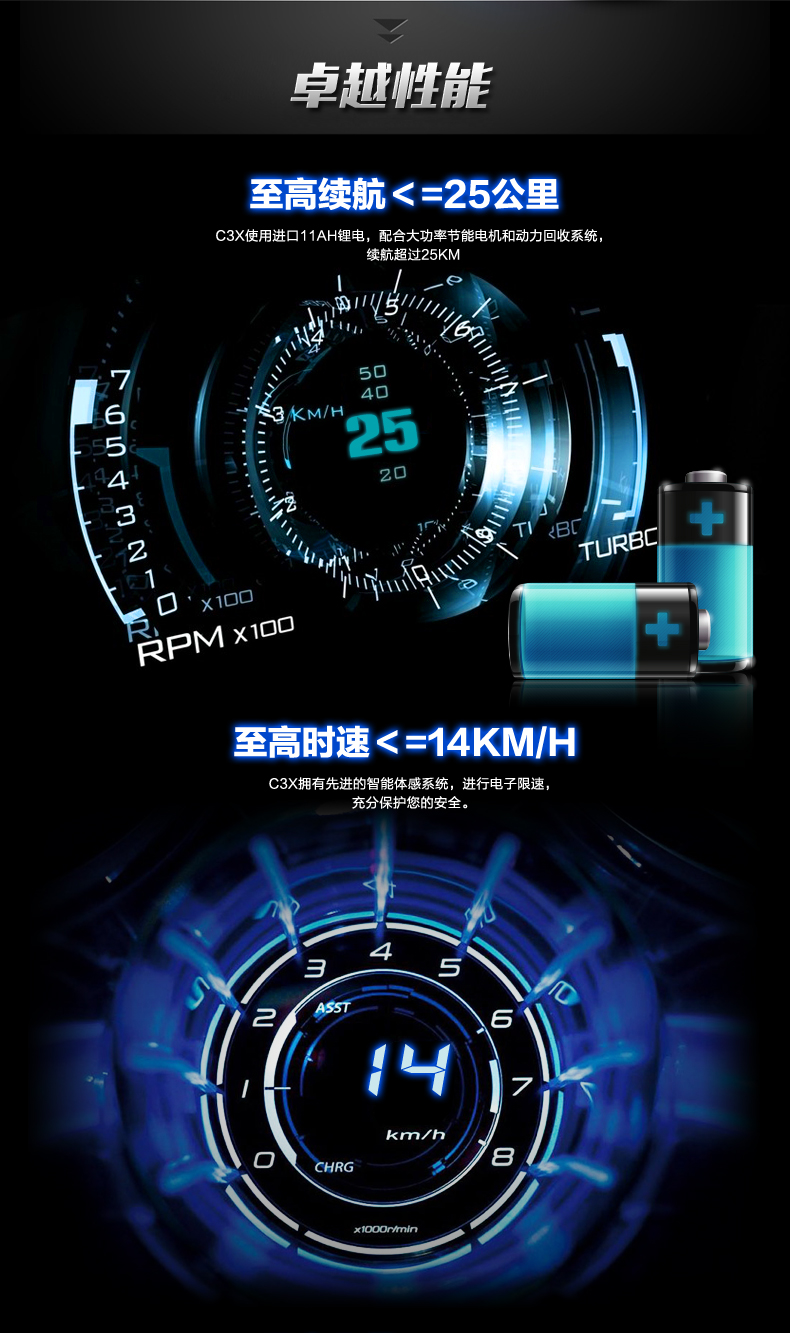 卓越性能
至高续航<=25公里
C3X使用进口11AH锂电，配合大功率节能电机和动力回收系统，
续航超过25KM
50
40
KM/H
25
20
7
6
5
4
3
2
1
0
x100
RPM x100
TURBO
至高时速<=14KM/H
C3X拥有先进的智能体感系统，进行电子限速，
充分保护您的安全。
4
3
5
ASST
2
6
14
1
7
km/h
0
CHRG
8
x1000r/min